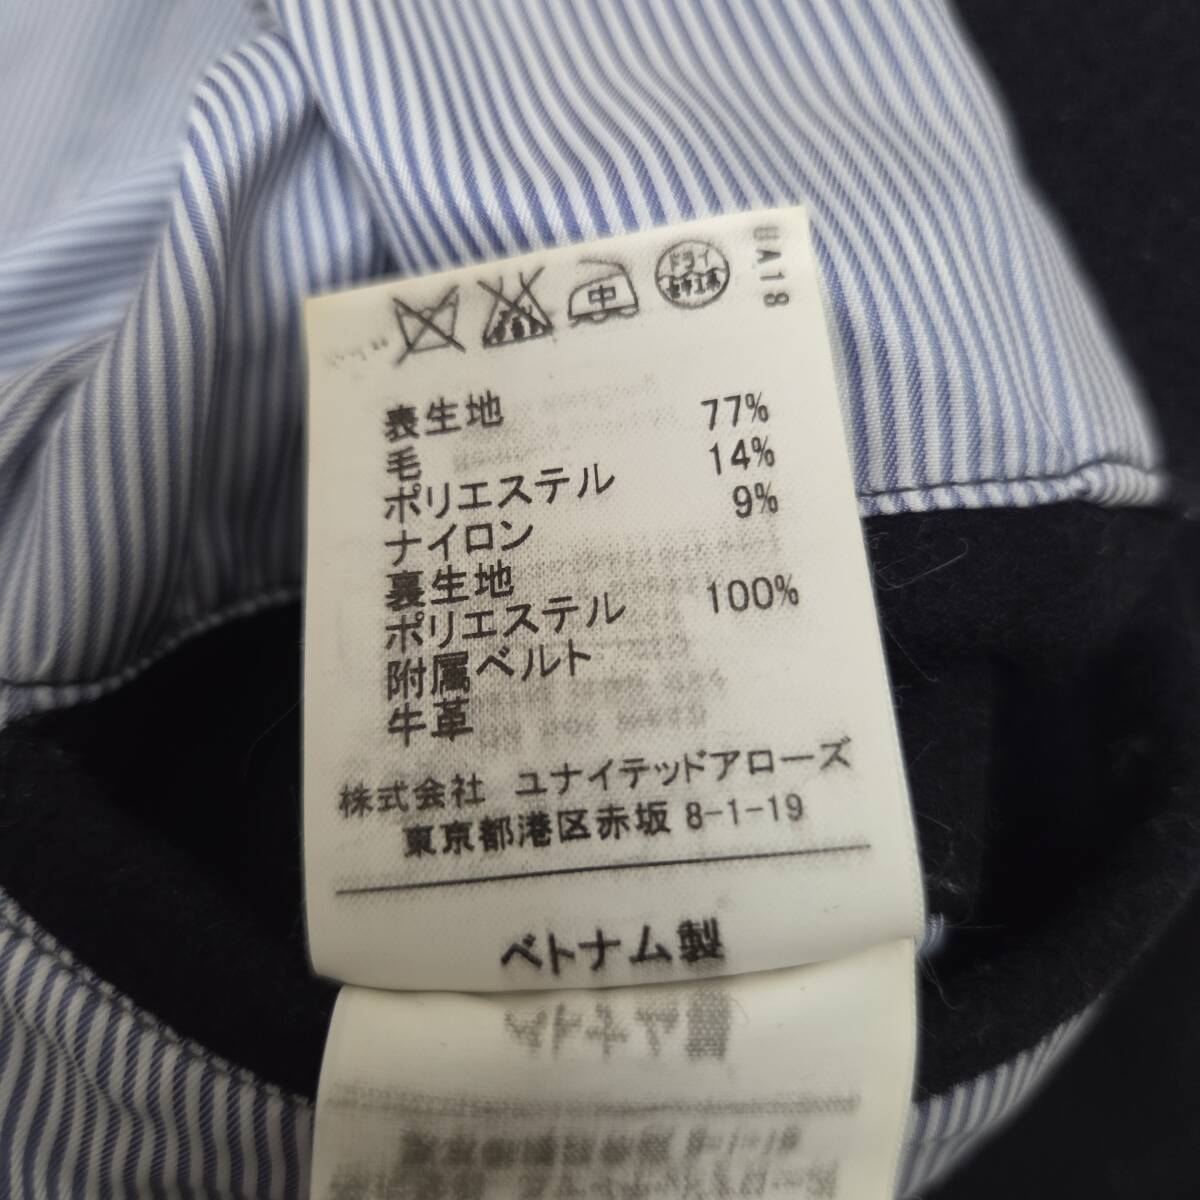 UA18
中
ドライ
表生地
毛 77%
ポリエステル 14%
ナイロン 9%
裏生地
ポリエステル 100%
附属ベルト
牛革
株式会社 ユナイテッドアローズ
東京都港区赤坂 8-1-19
ベトナム製